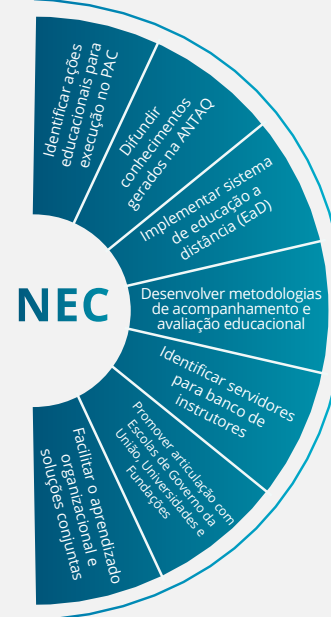 Identificar ações
educacionais para
execução no PAC
Difundir
conhecimentos
gerados na ANTAQ
Implementar sistema
de educação a
distância (EaD)
NEC
Desenvolver metodologias
de acompanhamento e
avaliação educacional
Identificar servidores
para banco de
instrutores
Promover articulação com
Escolas de Governo da
União, Universidades e
Fundações
Facilitar o aprendizado
organizacional e
soluções conjuntas